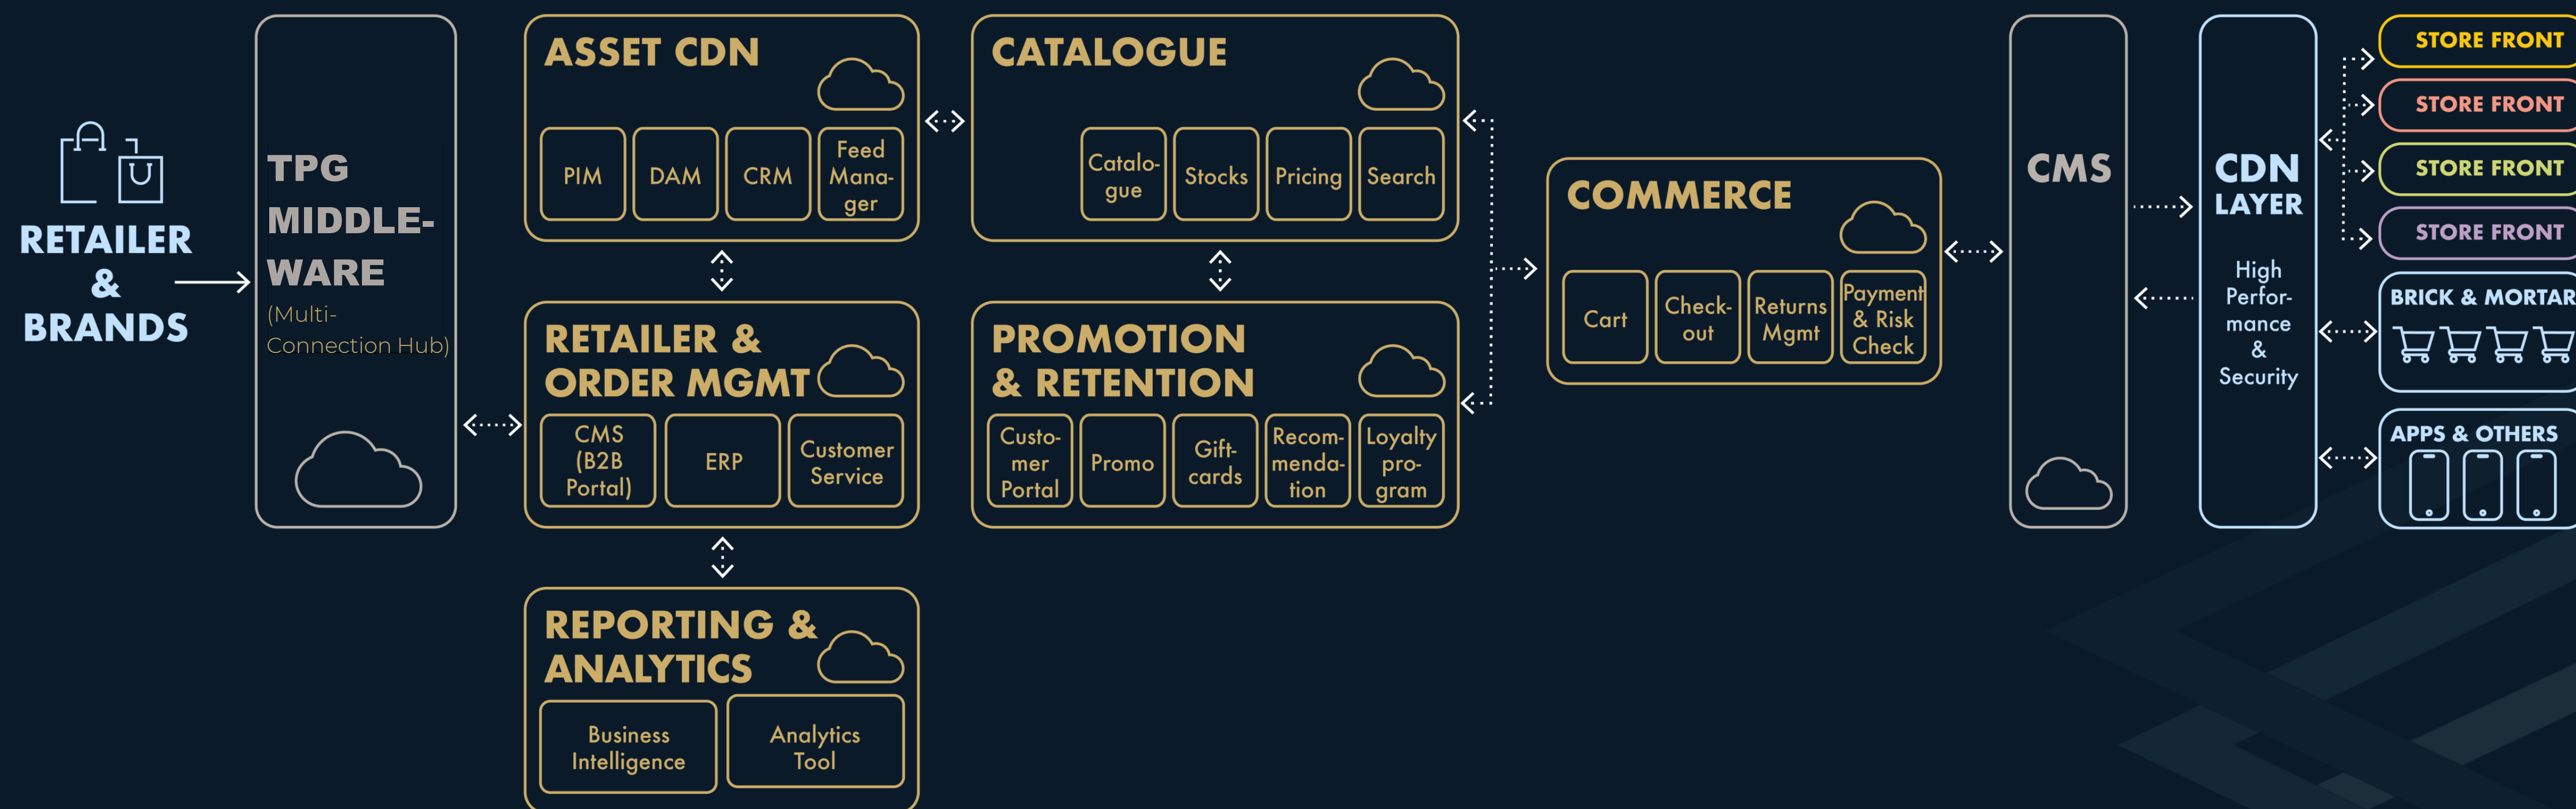 RETAILER
&
BRANDS
TPG
MIDDLE-
WARE
(Multi-
Connection Hub)
ASSET CDN
PIM
DAM
CRM
Feed
Mana-
ger
RETAILER &
ORDER MGMT
CMS
(B2B
Portal)
ERP
Customer
Service
REPORTING &
ANALYTICS
Business
Intelligence
Analytics
Tool
CATALOGUE
Catalo-
gue
Stocks
Pricing
Search
PROMOTION
& RETENTION
Custo-
mer
Portal
Promo
Gift-
cards
Recom-
menda-
tion
Loyalty
pro-
gram
COMMERCE
Cart
Check-
out
Returns
Mgmt
Payment
& Risk
Check
CMS
CDN
LAYER
High
Perfor-
mance
&
Security
STORE FRONT
STORE FRONT
STORE FRONT
STORE FRONT
BRICK & MORTAR
APPS & OTHERS